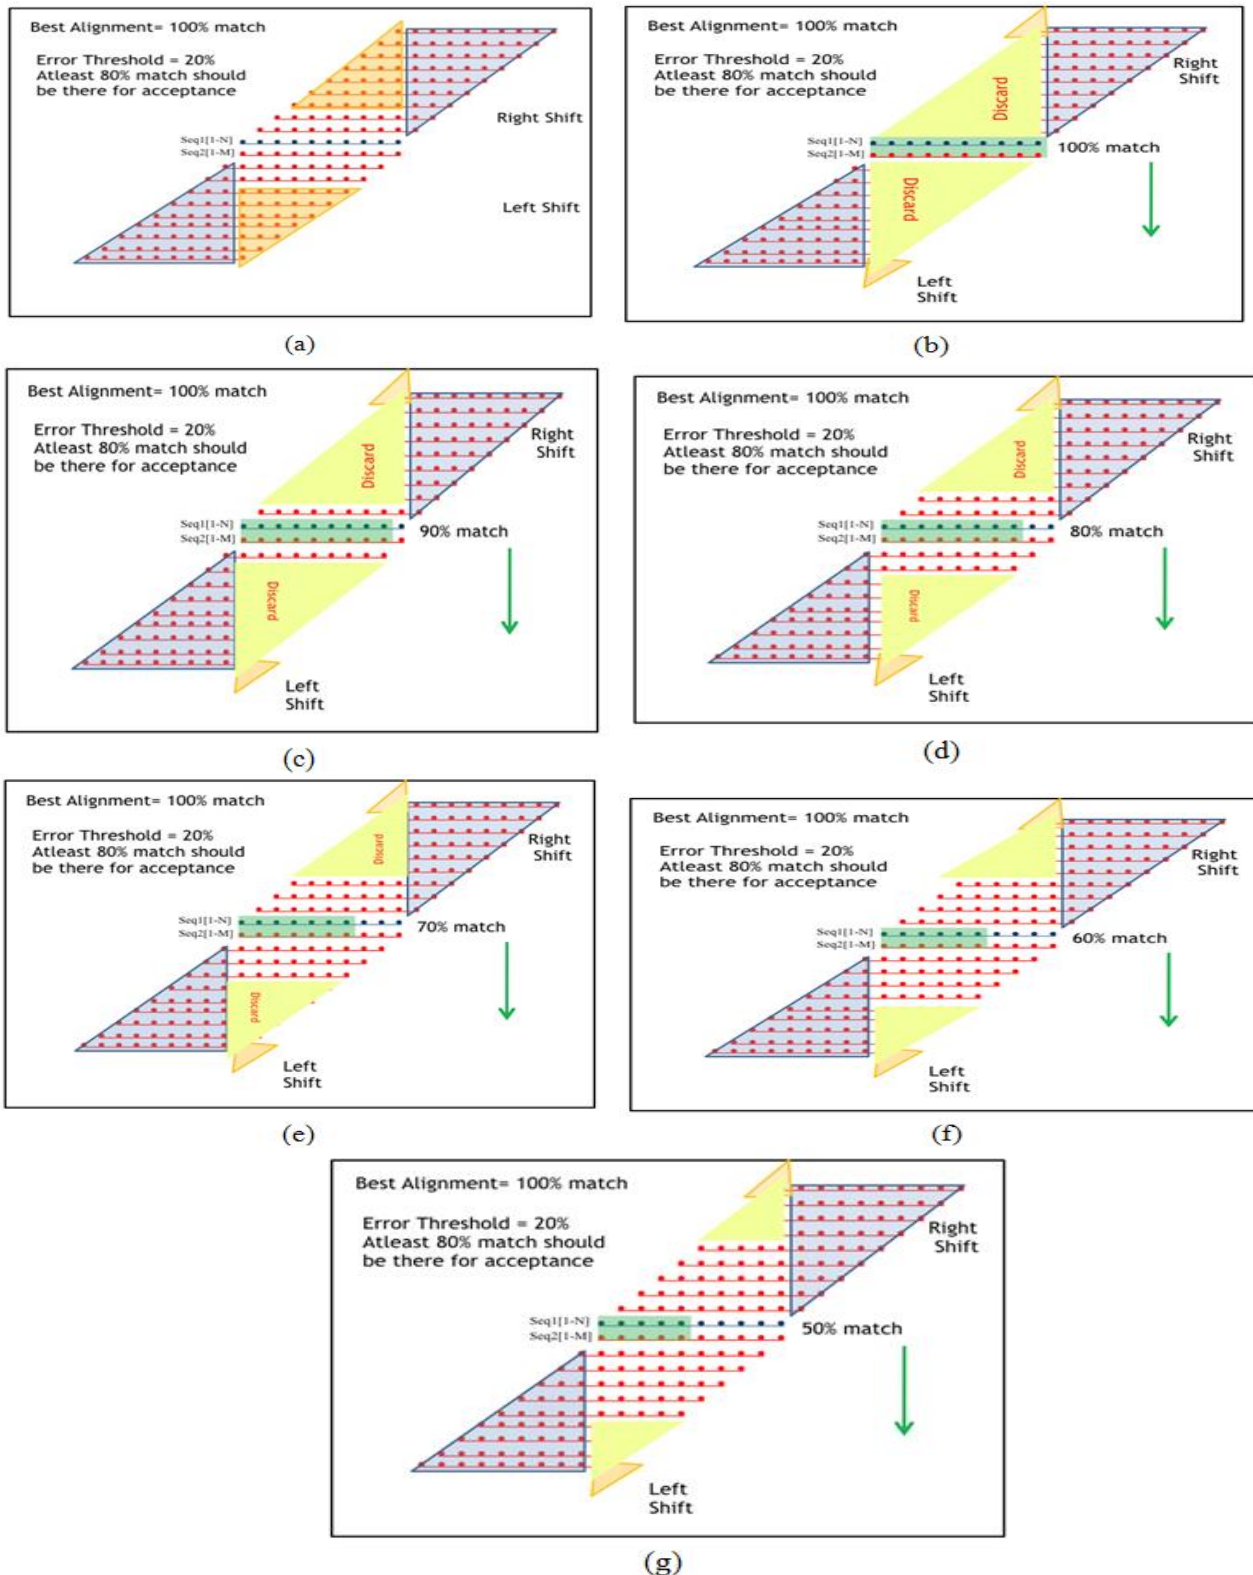 Best Alignment= 100% match
Error Threshold = 20%
Atleast 80% match should
be there for acceptance
Seq1[1-N]
Seq2[1-M]
Right Shift
Left Shift
(a)
Best Alignment= 100% match
Error Threshold = 20%
Atleast 80% match should
be there for acceptance
Discard
Right
Shift
Seq1[1-N]
Seq2[1-M]
100% match
Discard
Left
Shift
(b)
Best Alignment= 100% match
Error Threshold = 20%
Atleast 80% match should
be there for acceptance
Discard
Right
Shift
Seq1[1-N]
Seq2[1-M]
90% match
Discard
Left
Shift
(c)
Best Alignment= 100% match
Error Threshold = 20%
Atleast 80% match should
be there for acceptance
Discard
Right
Shift
Seq1[1-N]
Seq2[1-M]
80% match
Discard
Left
Shift
(d)
Best Alignment= 100% match
Error Threshold = 20%
Atleast 80% match should
be there for acceptance
Discard
Right
Shift
Seq1[1-N]
Seq2[1-M]
70% match
Discard
Left
Shift
(e)
Best Alignment= 100% match
Error Threshold = 20%
Atleast 80% match should
be there for acceptance
Right
Shift
Seq1[1-N]
Seq2[1-M]
60% match
Left
Shift
(f)
Best Alignment= 100% match
Error Threshold = 20%
Atleast 80% match should
be there for acceptance
Right
Shift
Seq1[1-N]
Seq2[1-M]
50% match
Left
Shift
(g)